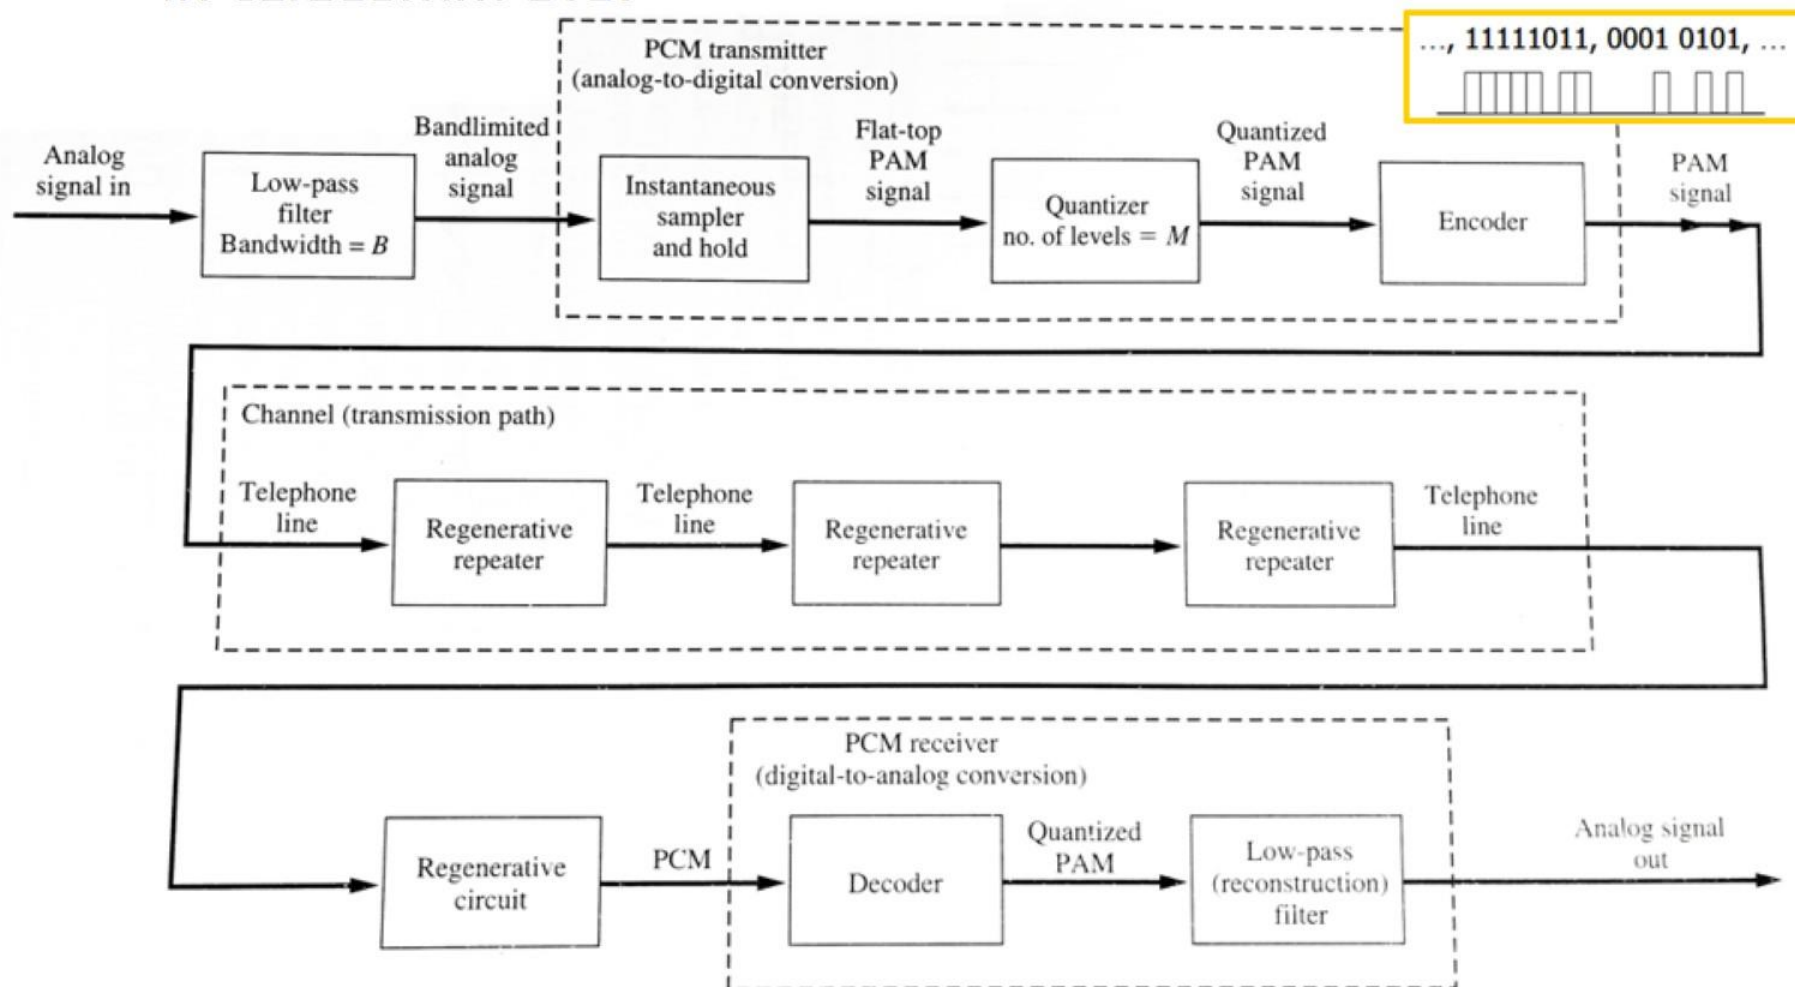 PCM transmitter
(analog-to-digital conversion)
..., 11111011, 0001 0101, ...
Analog
signal in
Low-pass
filter
Bandwidth = B
Bandlimited
analog
signal
Instantaneous
sampler
and hold
Flat-top
PAM
signal
Quantizer
no. of levels = M
Quantized
PAM
signal
Encoder
PAM
signal
Channel (transmission path)
Telephone
line
Regenerative
repeater
Telephone
line
Regenerative
repeater
Regenerative
repeater
Telephone
line
Regenerative
circuit
PCM
PCM receiver
(digital-to-analog conversion)
Decoder
Quantized
PAM
Low-pass
(reconstruction)
filter
Analog signal
out